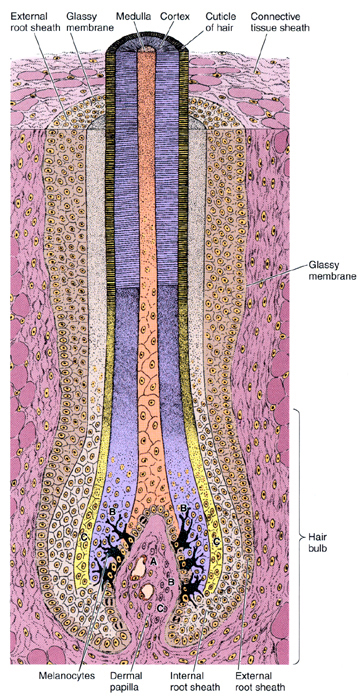 External
root sheath
Glassy
membrane
Medulla
Cortex
Cuticle
of hair
Connective
tissue sheath
Glassy
membrane
Hair
bulb
B
B
C
C
A
B
C
Melanocytes
Dermal
papilla
Internal
root sheath
External
root sheath